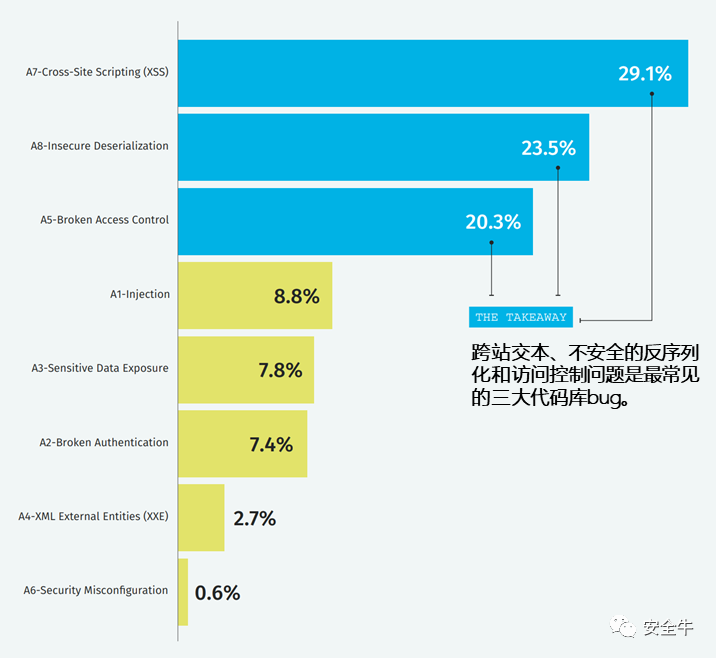 A7-Cross-Site Scripting (XSS)
29.1%
A8-Insecure Deserialization
23.5%
A5-Broken Access Control
20.3%
A1-Injection
8.8%
A3-Sensitive Data Exposure
7.8%
A2-Broken Authentication
7.4%
A4-XML External Entities (XXE)
2.7%
A6-Security Misconfiguration
0.6%
THE TAKEAWAY
跨站交本、不安全的反序列
化和访问控制问题是最常见
的三大代码库bug。
安全牛